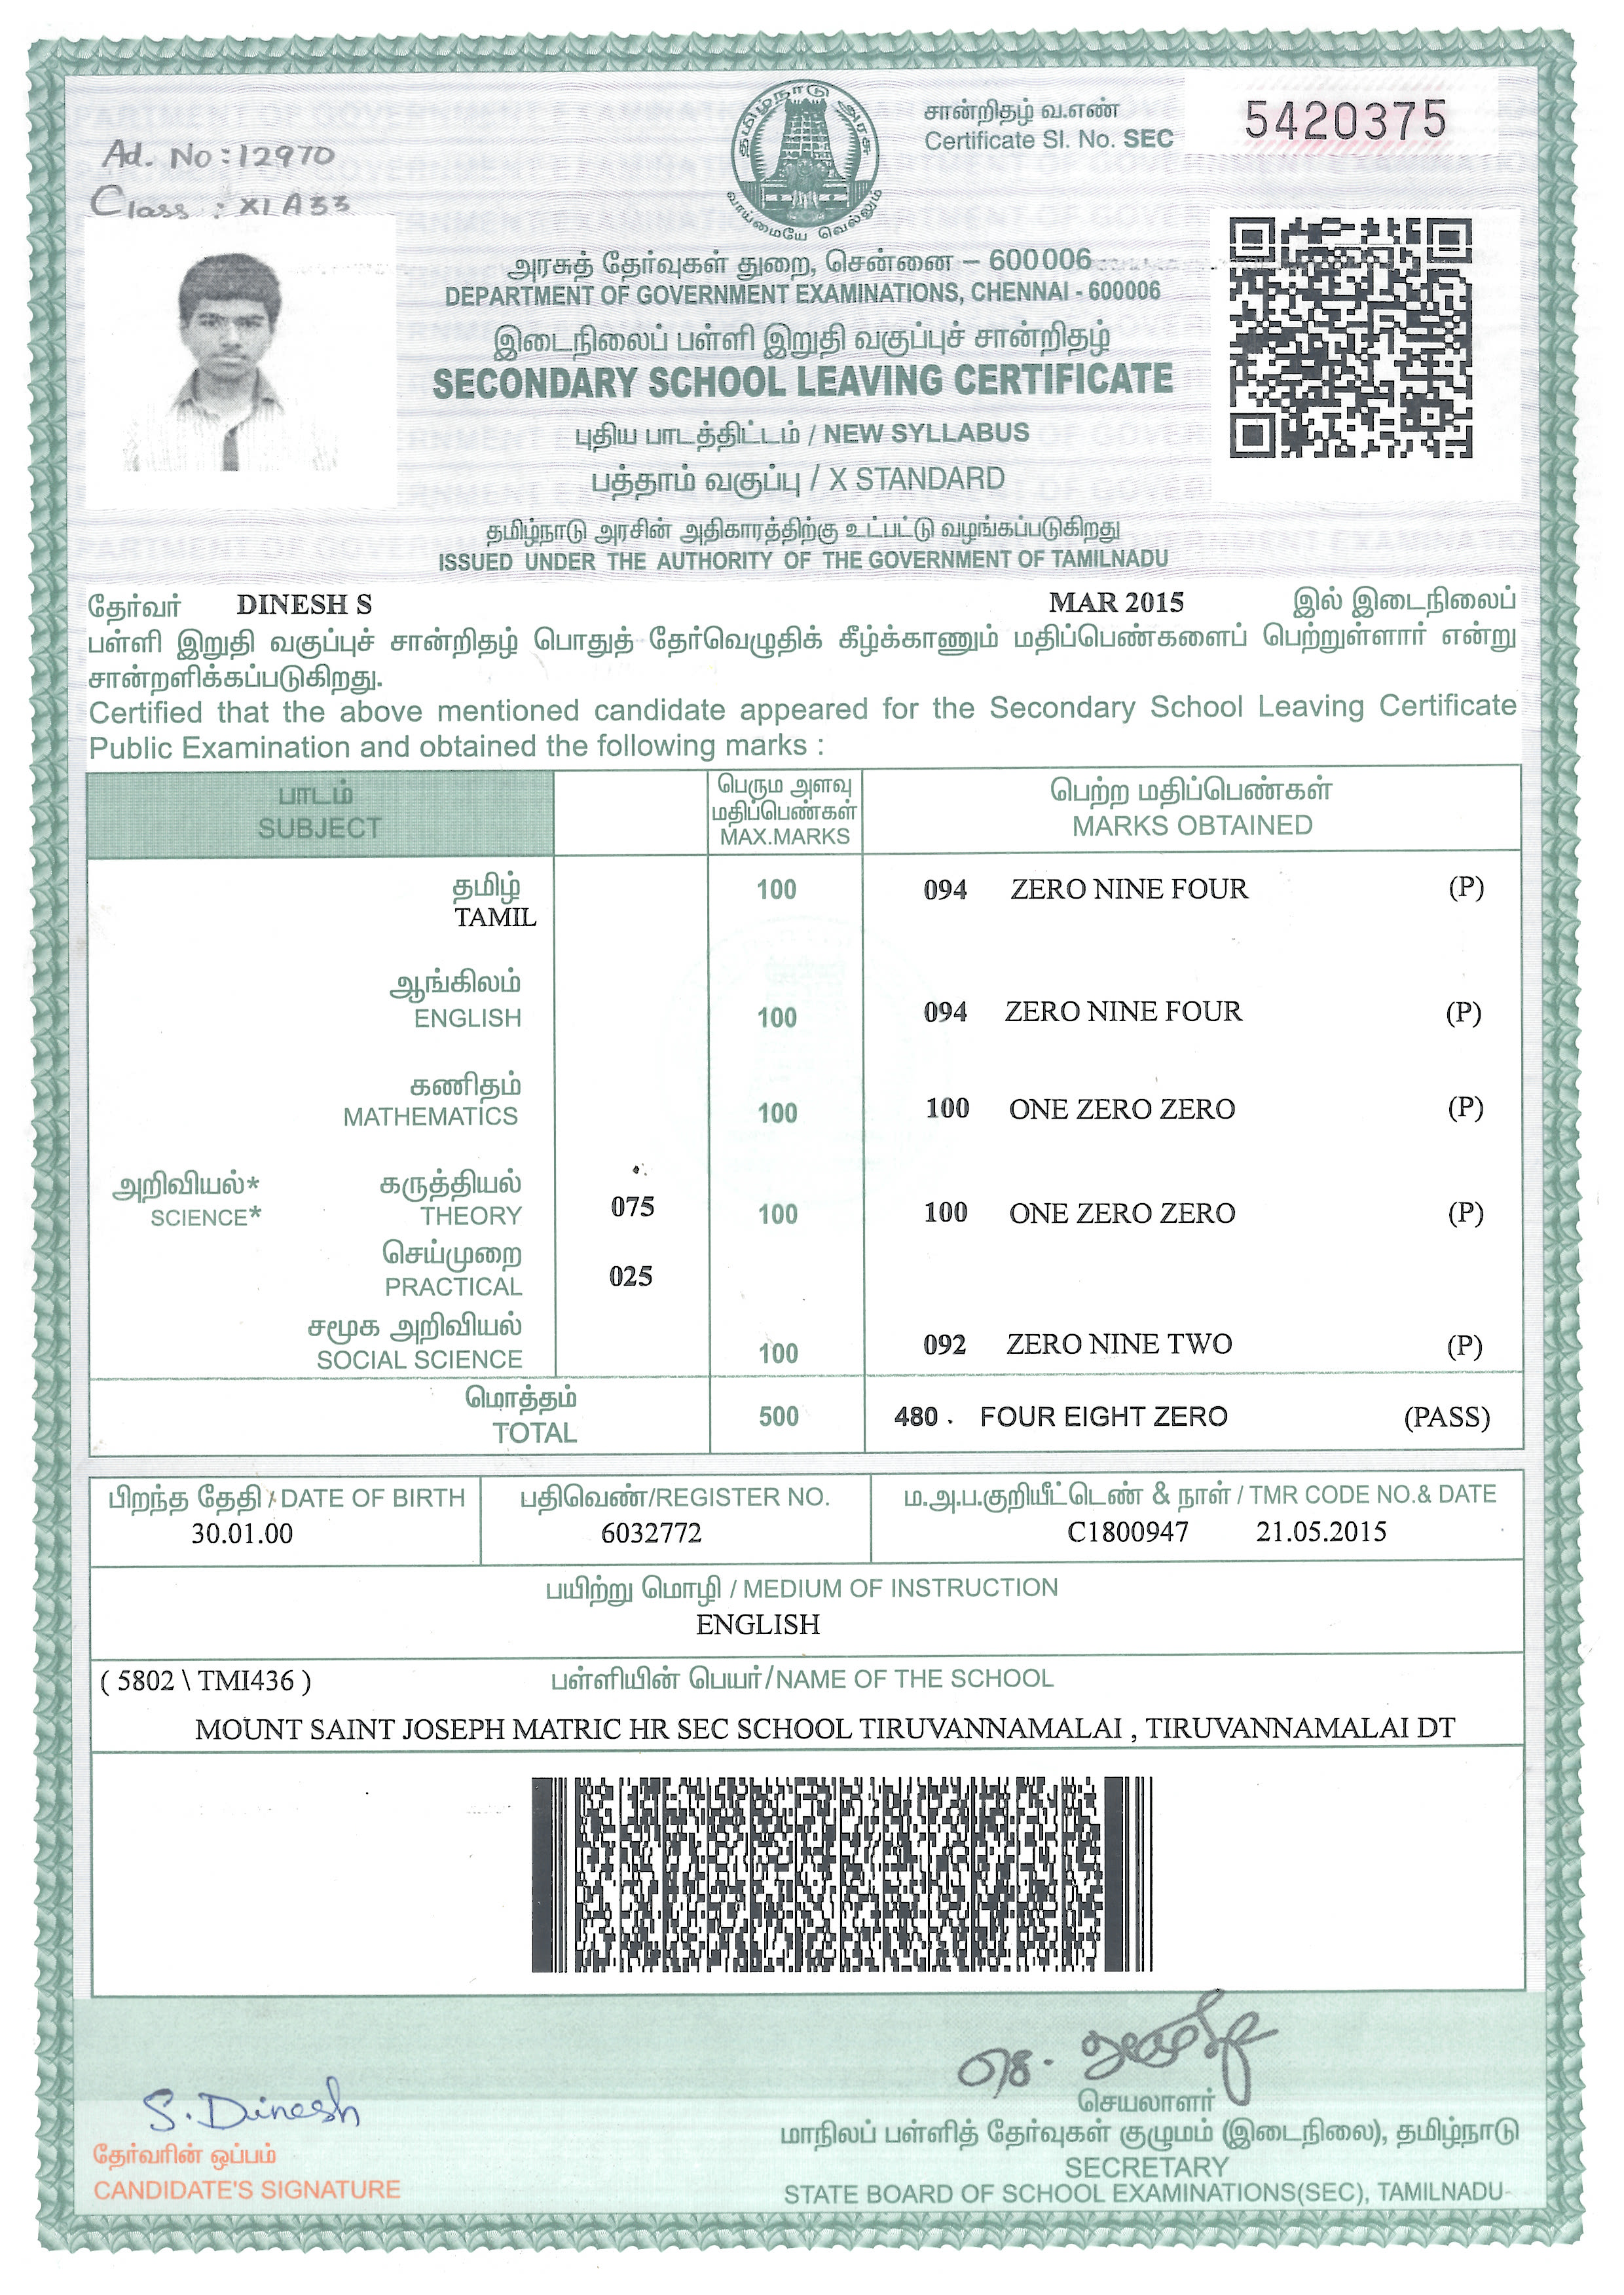 Ad. No: 12970
Class : XI A33
தமிழ்நாடு அரசு
வாய்மையே வெல்லும்
சான்றிதழ் வ.எண்
Certificate Sl. No. SEC
5420375
அரசுத் தேர்வுகள் துறை, சென்னை – 600006
DEPARTMENT OF GOVERNMENT EXAMINATIONS, CHENNAI - 600006
இடைநிலைப் பள்ளி இறுதி வகுப்புச் சான்றிதழ்
SECONDARY SCHOOL LEAVING CERTIFICATE
புதிய பாடத்திட்டம் / NEW SYLLABUS
பத்தாம் வகுப்பு / X STANDARD
தமிழ்நாடு அரசின் அதிகாரத்திற்கு உட்பட்டு வழங்கப்படுகிறது
ISSUED UNDER THE AUTHORITY OF THE GOVERNMENT OF TAMILNADU
தேர்வர் DINESH S MAR 2015 இல் இடைநிலைப்
பள்ளி இறுதி வகுப்புச் சான்றிதழ் பொதுத் தேர்வெழுதிக் கீழ்க்காணும் மதிப்பெண்களைப் பெற்றுள்ளார் என்று
சான்றளிக்கப்படுகிறது.
Certified that the above mentioned candidate appeared for the Secondary School Leaving Certificate
Public Examination and obtained the following marks :
பாடம்
SUBJECT
பெரும அளவு
மதிப்பெண்கள்
MAX.MARKS
பெற்ற மதிப்பெண்கள்
MARKS OBTAINED
தமிழ் 100 094 ZERO NINE FOUR (P)
TAMIL
ஆங்கிலம்
ENGLISH 100 094 ZERO NINE FOUR (P)
கணிதம்
MATHEMATICS 100 100 ONE ZERO ZERO (P)
அறிவியல்* கருத்தியல்
SCIENCE* THEORY 075 100 100 ONE ZERO ZERO (P)
செய்முறை
PRACTICAL 025
சமூக அறிவியல்
SOCIAL SCIENCE 100 092 ZERO NINE TWO (P)
மொத்தம்
TOTAL 500 480 . FOUR EIGHT ZERO (PASS)
பிறந்த தேதி / DATE OF BIRTH பதிவெண்/REGISTER NO. ம.அ.ப.குறியீட்டெண் & நாள் / TMR CODE NO.& DATE
30.01.00 6032772 C1800947 21.05.2015
பயிற்று மொழி / MEDIUM OF INSTRUCTION
ENGLISH
( 5802 \ TMI436 ) பள்ளியின் பெயர்/NAME OF THE SCHOOL
MOUNT SAINT JOSEPH MATRIC HR SEC SCHOOL TIRUVANNAMALAI , TIRUVANNAMALAI DT
S. Dinesh
தேர்வரின் ஒப்பம்
CANDIDATE'S SIGNATURE
செயலாளர்
மாநிலப் பள்ளித் தேர்வுகள் குழுமம் (இடைநிலை), தமிழ்நாடு
SECRETARY
STATE BOARD OF SCHOOL EXAMINATIONS(SEC), TAMILNADU